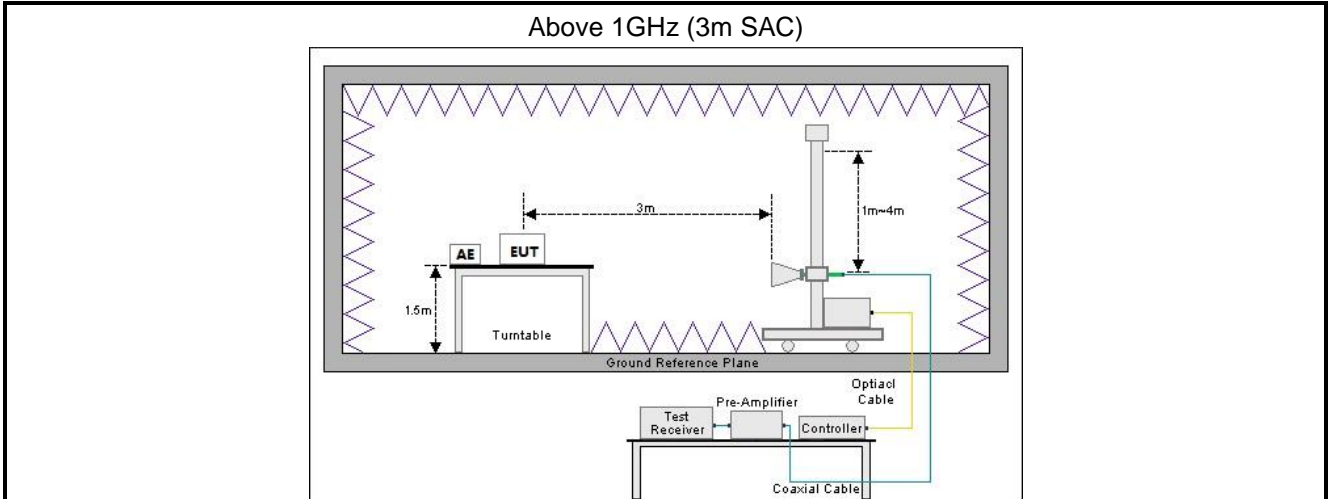 Above 1GHz (3m SAC)
3m
1m~4m
AE
EUT
1.5m
Turntable
Ground Reference Plane
Optiacl
Cable
Pre-Amplifier
Test
Receiver
Controller
Coaxial Cable